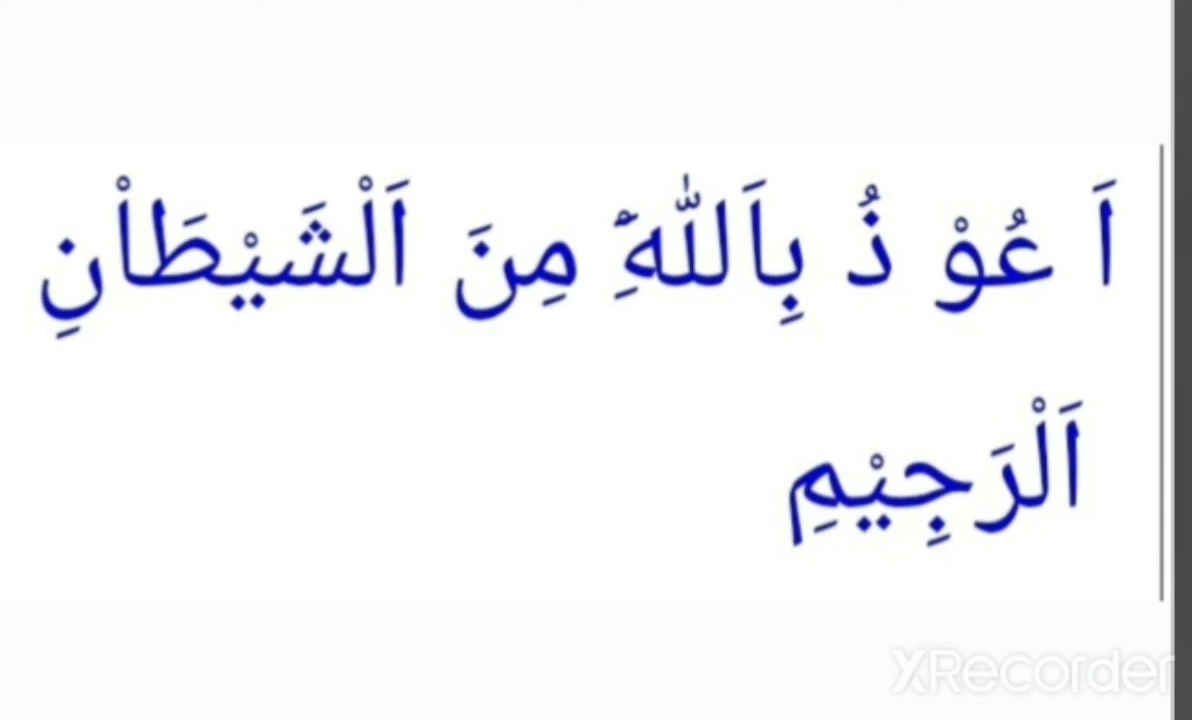 اَ عُوْ ذُ بِاَللّٰهِؐ مِنَ اَلْشَيْطَاْنِ
اَلْرَجِيْمِ
XRecorder